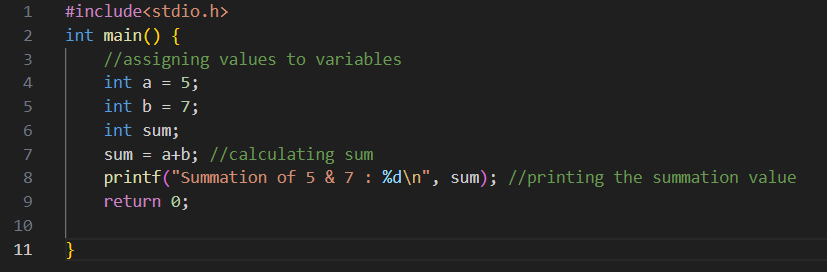 1 #include<stdio.h>
2 int main() {
3 //assigning values to variables
4 int a = 5;
5 int b = 7;
6 int sum;
7 sum = a+b; //calculating sum
8 printf("Summation of 5 & 7 : %d\n", sum); //printing the summation value
9 return 0;
10
11 }